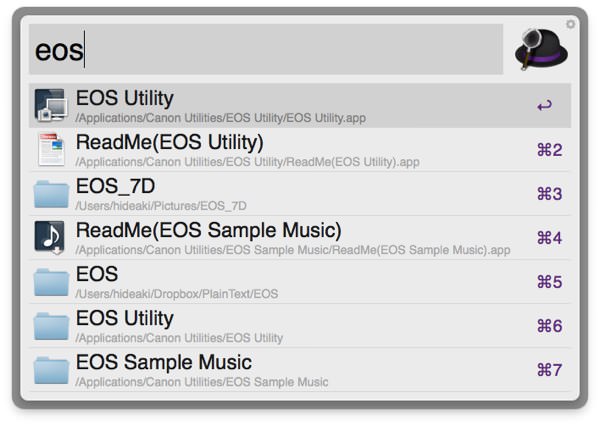 eos
EOS Utility
/Applications/Canon Utilities/EOS Utility/EOS Utility.app
↩
ReadMe(EOS Utility)
/Applications/Canon Utilities/EOS Utility/ReadMe(EOS Utility).app
⌘2
EOS_7D
/Users/hideaki/Pictures/EOS_7D
⌘3
ReadMe(EOS Sample Music)
/Applications/Canon Utilities/EOS Sample Music/ReadMe(EOS Sample Music).app
⌘4
EOS
/Users/hideaki/Dropbox/PlainText/EOS
⌘5
EOS Utility
/Applications/Canon Utilities/EOS Utility
⌘6
EOS Sample Music
/Applications/Canon Utilities/EOS Sample Music
⌘7